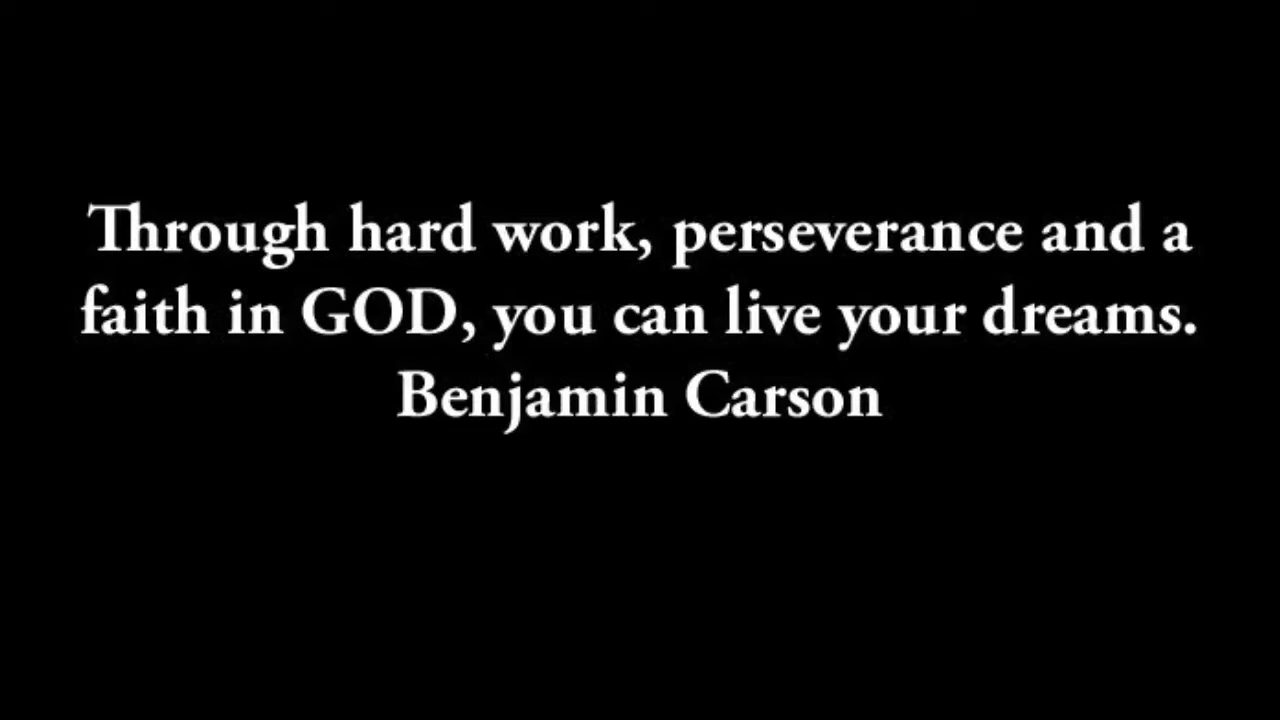 Through hard work, perseverance and a
faith in GOD, you can live your dreams.
Benjamin Carson